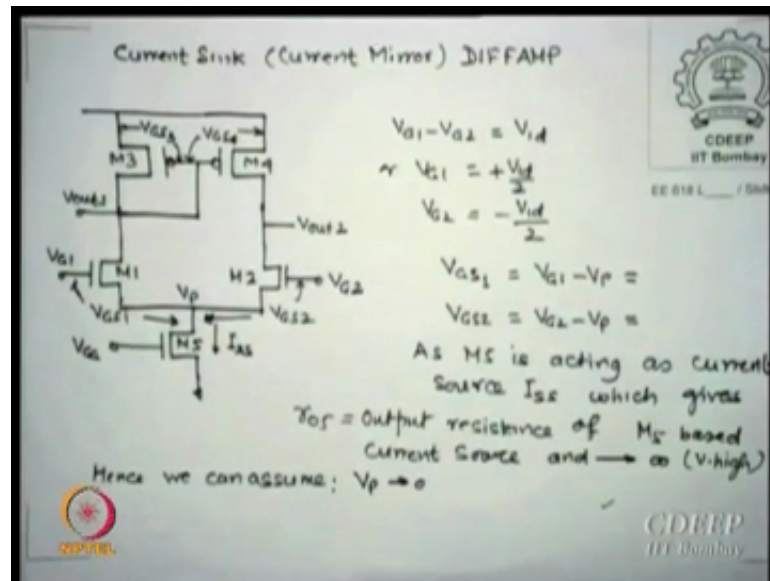 Current Sink (Current Mirror) DIFFAMP
VGS3 VGS4
M3 M4
Vout1
Vout2
VG1 M1 M2 VG2
VGS1 VP VGS2
M5 ISS
VG1 - VG2 = Vid
VG1 = +Vid/2
VG2 = -Vid/2
VGS1 = VG1 - VP =
VGS2 = VG2 - VP =
As M5 is acting as current
source ISS which gives
r05 = Output resistance of M5 based
Current Source and → ∞ (V.high)
Hence we can assume: VP → 0
CDEEP
IIT Bombay
EE 618 L___ / Slide
NPTEL
CDEEP
IIT Bombay